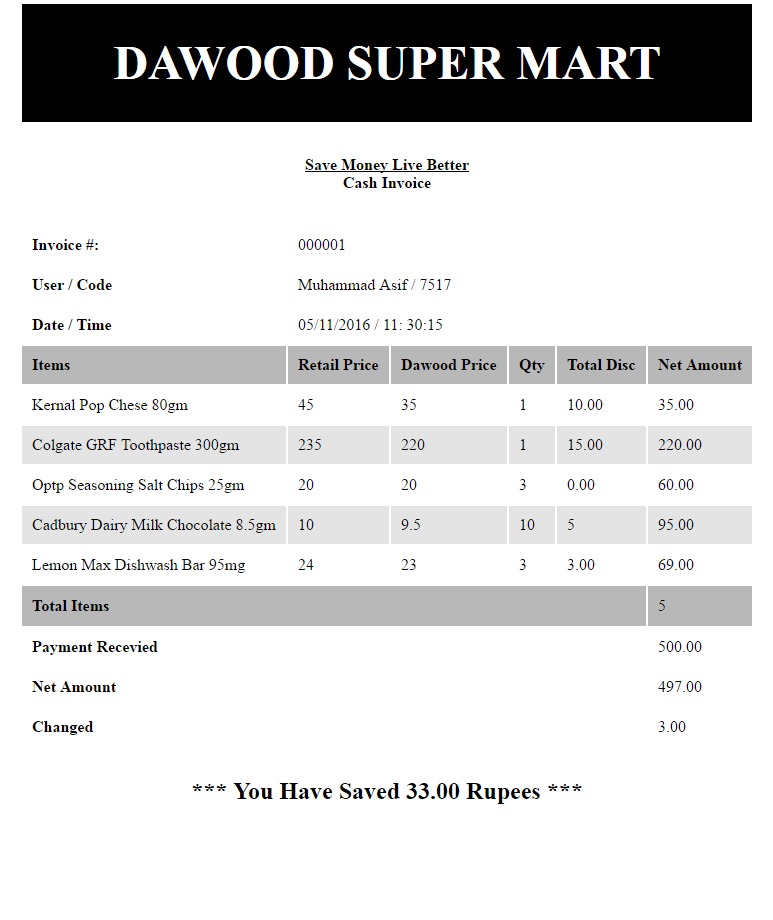 DAWOOD SUPER MART
Save Money Live Better
Cash Invoice
Invoice #: 000001
User / Code Muhammad Asif / 7517
Date / Time 05/11/2016 / 11: 30:15
Items Retail Price Dawood Price Qty Total Disc Net Amount
Kernal Pop Chese 80gm 45 35 1 10.00 35.00
Colgate GRF Toothpaste 300gm 235 220 1 15.00 220.00
Optp Seasoning Salt Chips 25gm 20 20 3 0.00 60.00
Cadbury Dairy Milk Chocolate 8.5gm 10 9.5 10 5 95.00
Lemon Max Dishwash Bar 95mg 24 23 3 3.00 69.00
Total Items 5
Payment Recevied 500.00
Net Amount 497.00
Changed 3.00
*** You Have Saved 33.00 Rupees ***